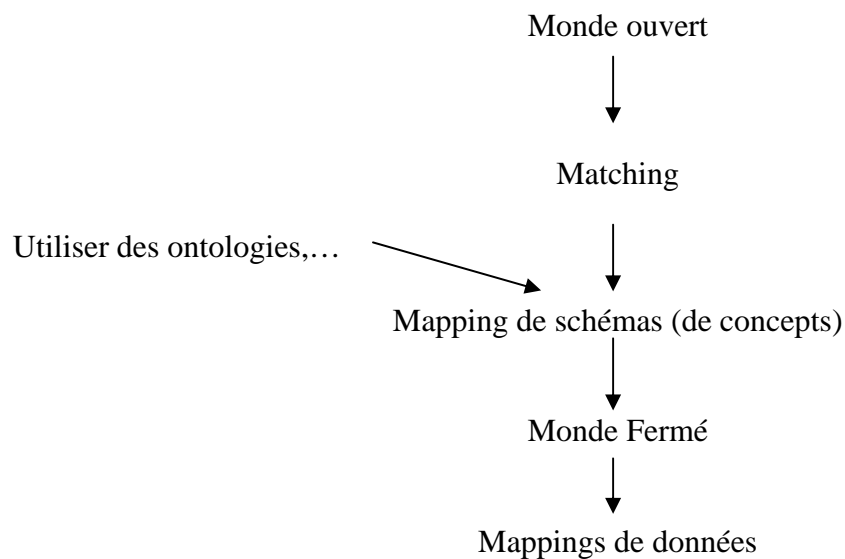 Monde ouvert
Matching
Utiliser des ontologies,…
Mapping de schémas (de concepts)
Monde Fermé
Mappings de données